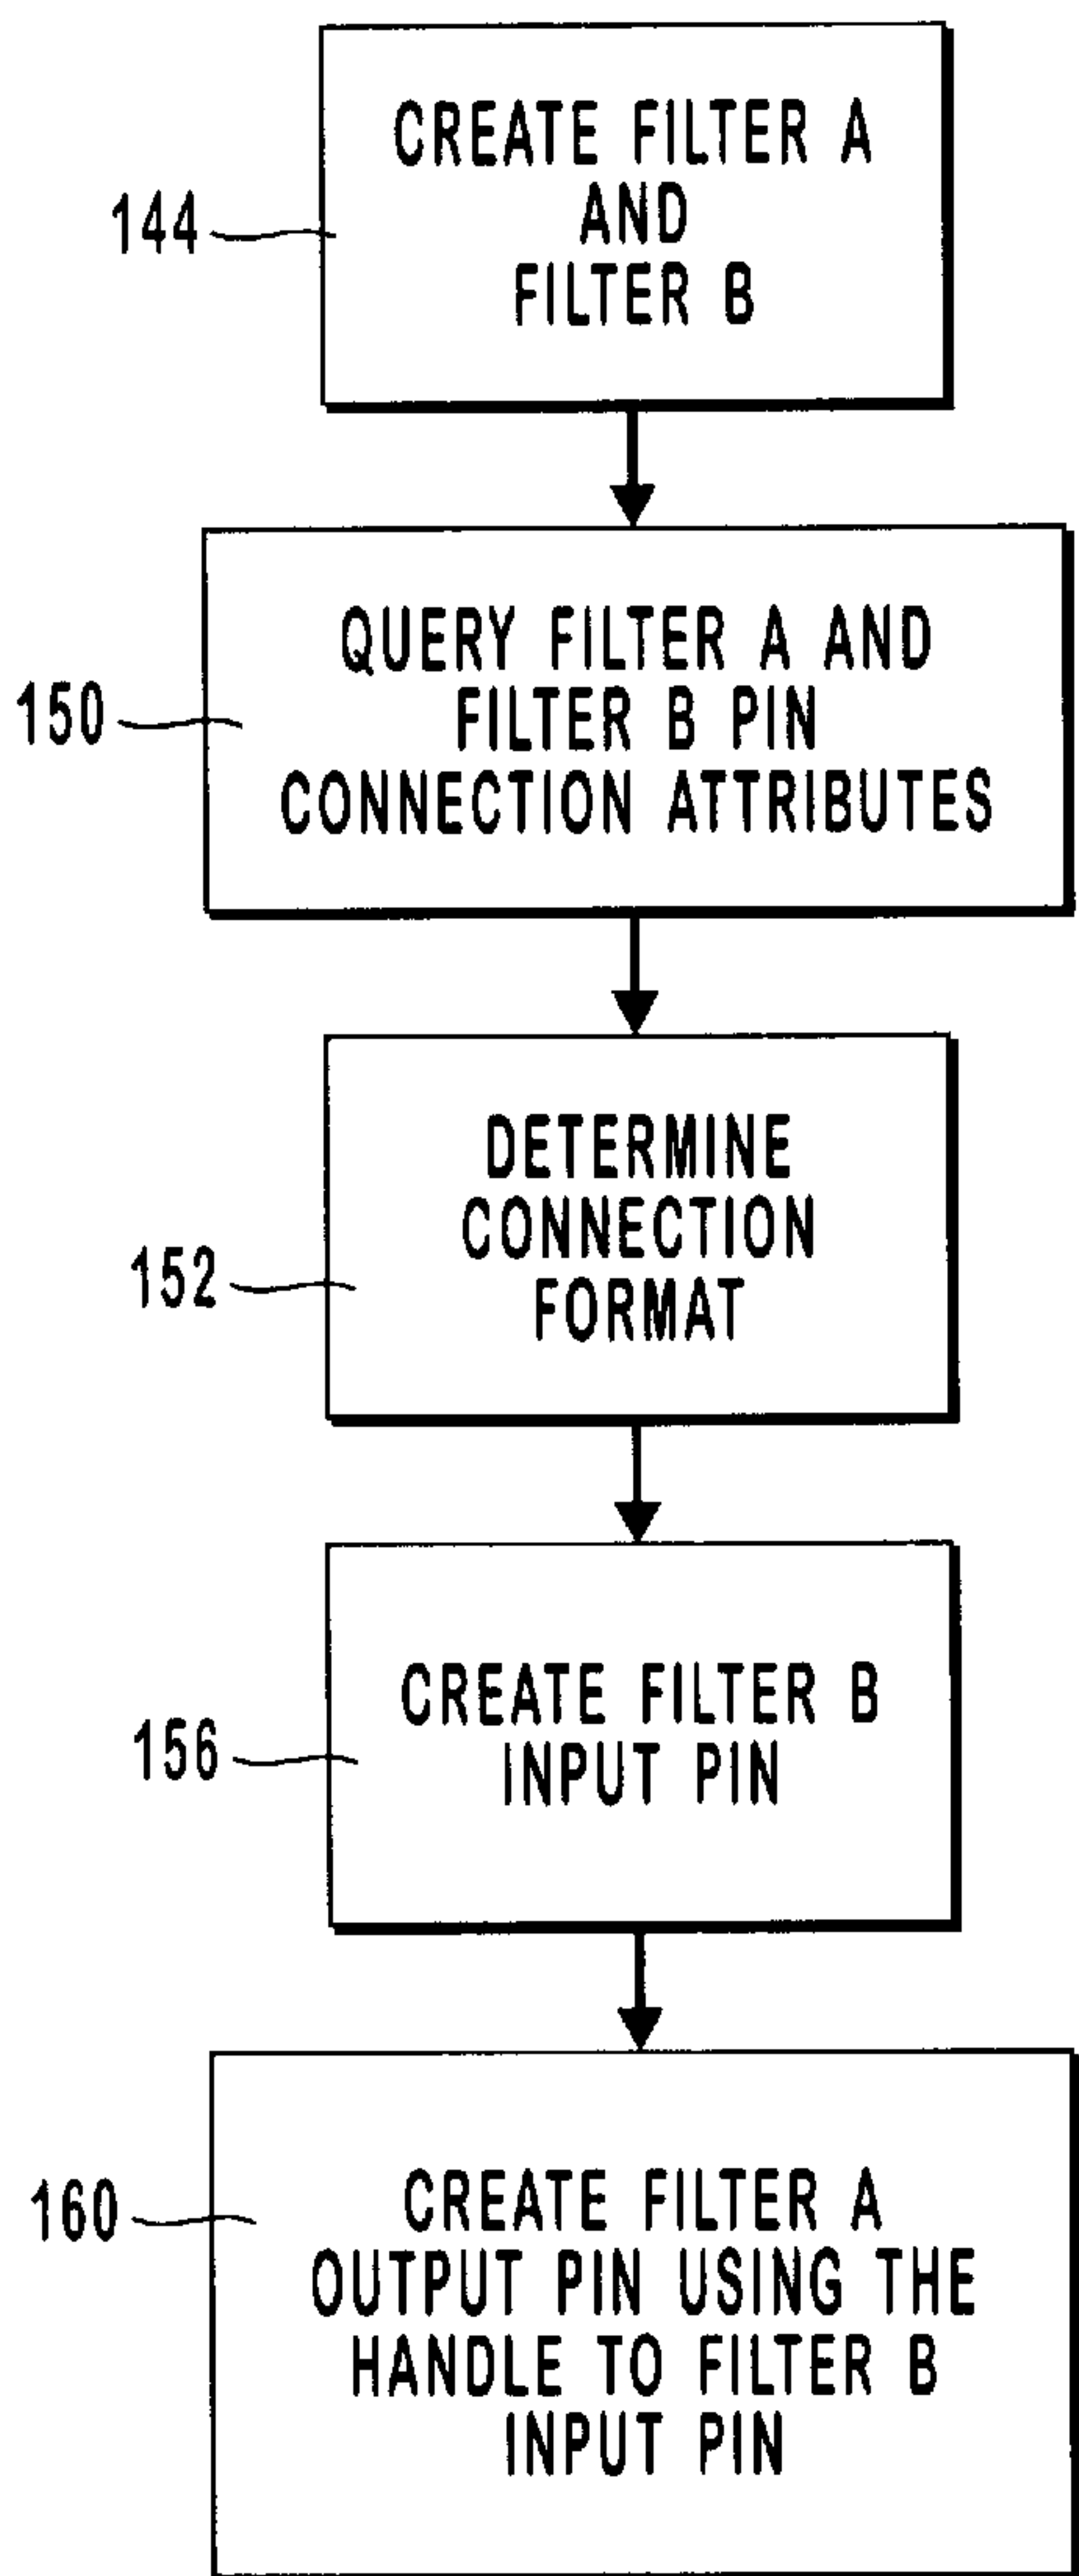 CREATE FILTER A
AND
FILTER B
144
QUERY FILTER A AND
FILTER B PIN
CONNECTION ATTRIBUTES
150
DETERMINE
CONNECTION
FORMAT
152
CREATE FILTER B
INPUT PIN
156
CREATE FILTER A
OUTPUT PIN USING THE
HANDLE TO FILTER B
INPUT PIN
160